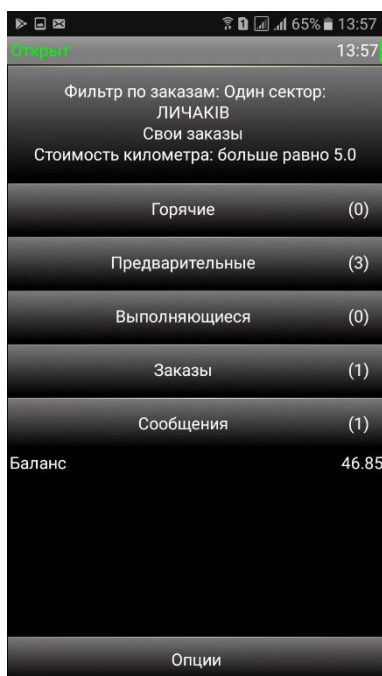 65% 13:57
Открыт 13:57
Фильтр по заказам: Один сектор:
ЛИЧАКІВ
Свои заказы
Стоимость километра: больше равно 5.0
Горячие (0)
Предварительные (3)
Выполняющиеся (0)
Заказы (1)
Сообщения (1)
Баланс 46.85
Опции